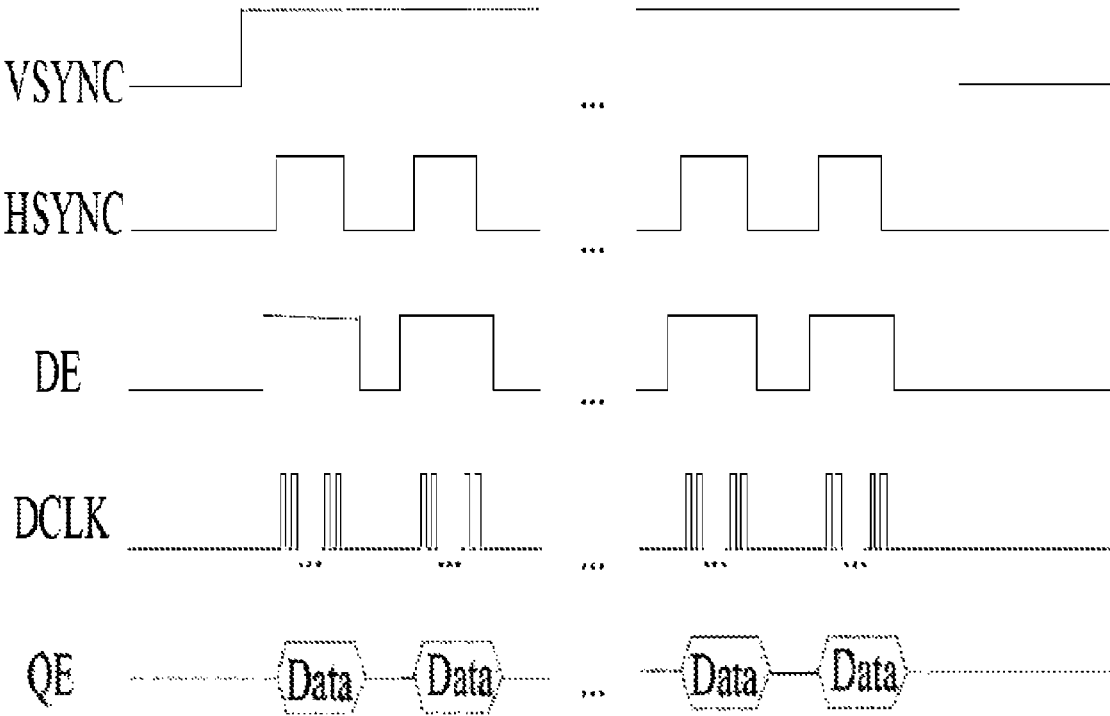 VSYNC
...
HSYNC
...
DE
...
DCLK
... ... ... ... ...
QE
Data Data ... Data Data